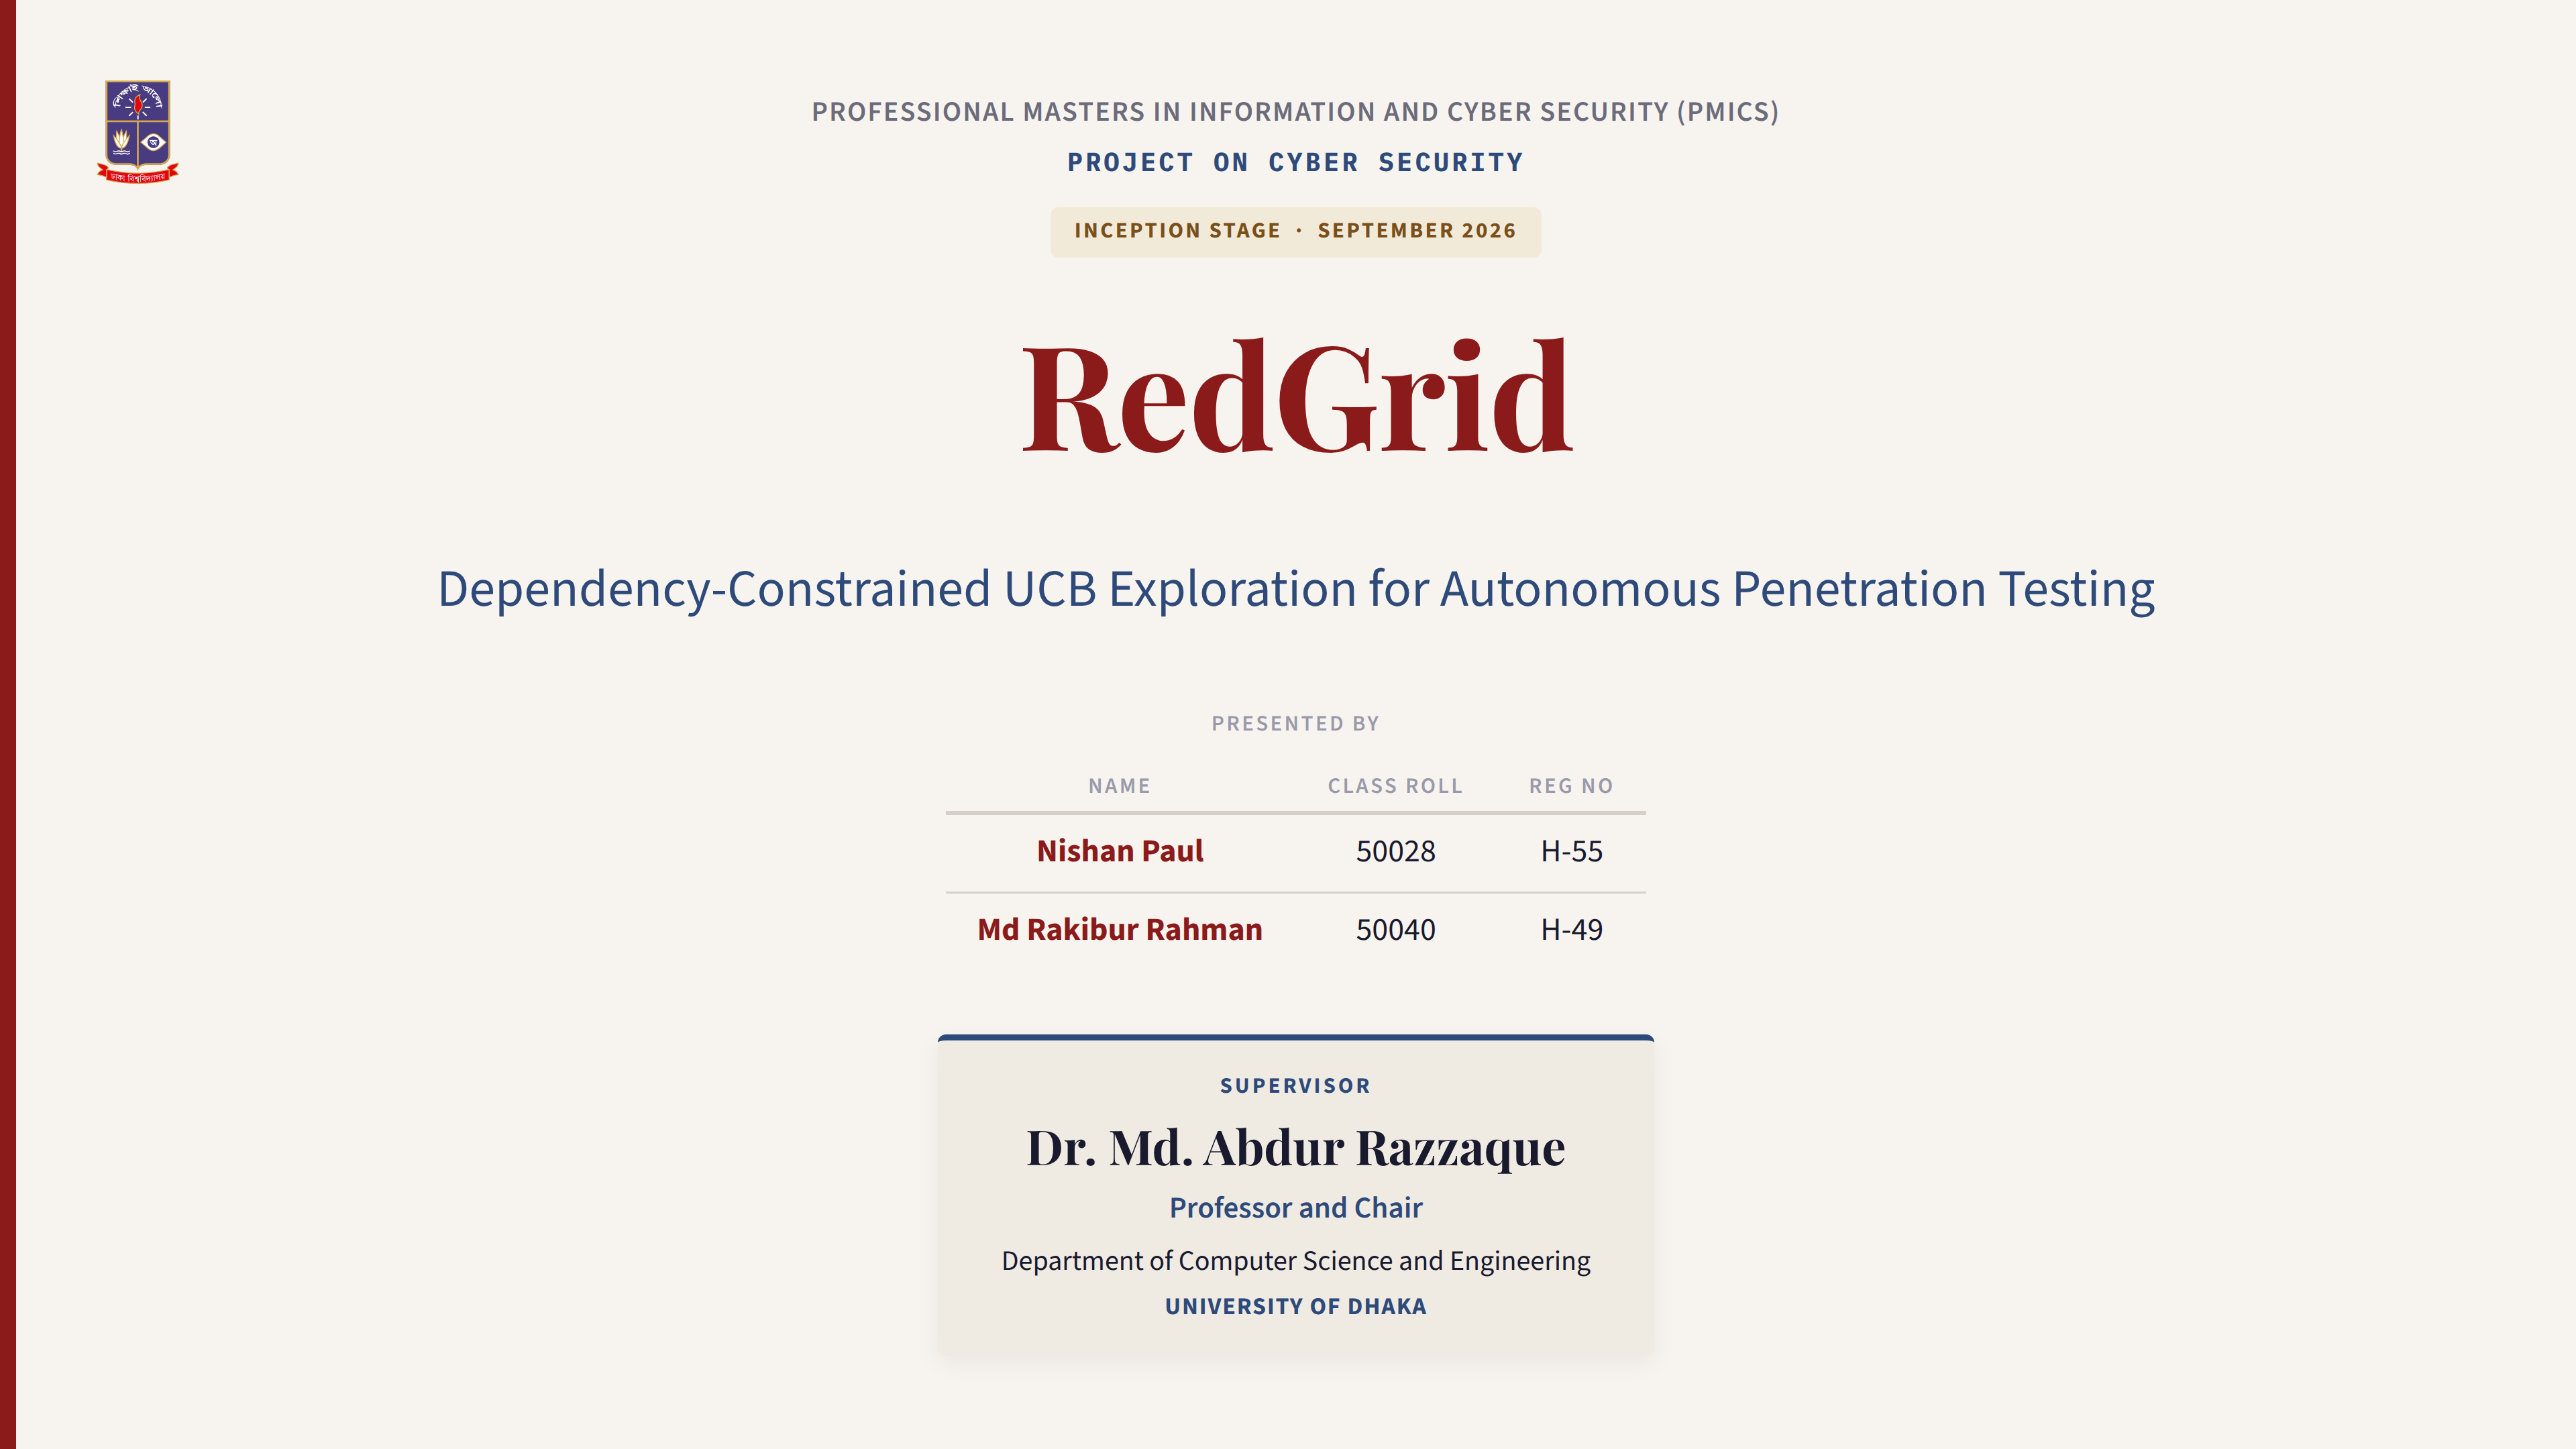 শিক্ষাই আলো
অ
ঢাকা বিশ্ববিদ্যালয়
PROFESSIONAL MASTERS IN INFORMATION AND CYBER SECURITY (PMICS)
PROJECT ON CYBER SECURITY
INCEPTION STAGE · SEPTEMBER 2026
RedGrid
Dependency-Constrained UCB Exploration for Autonomous Penetration Testing
PRESENTED BY
NAME CLASS ROLL REG NO
Nishan Paul 50028 H-55
Md Rakibur Rahman 50040 H-49
SUPERVISOR
Dr. Md. Abdur Razzaque
Professor and Chair
Department of Computer Science and Engineering
UNIVERSITY OF DHAKA